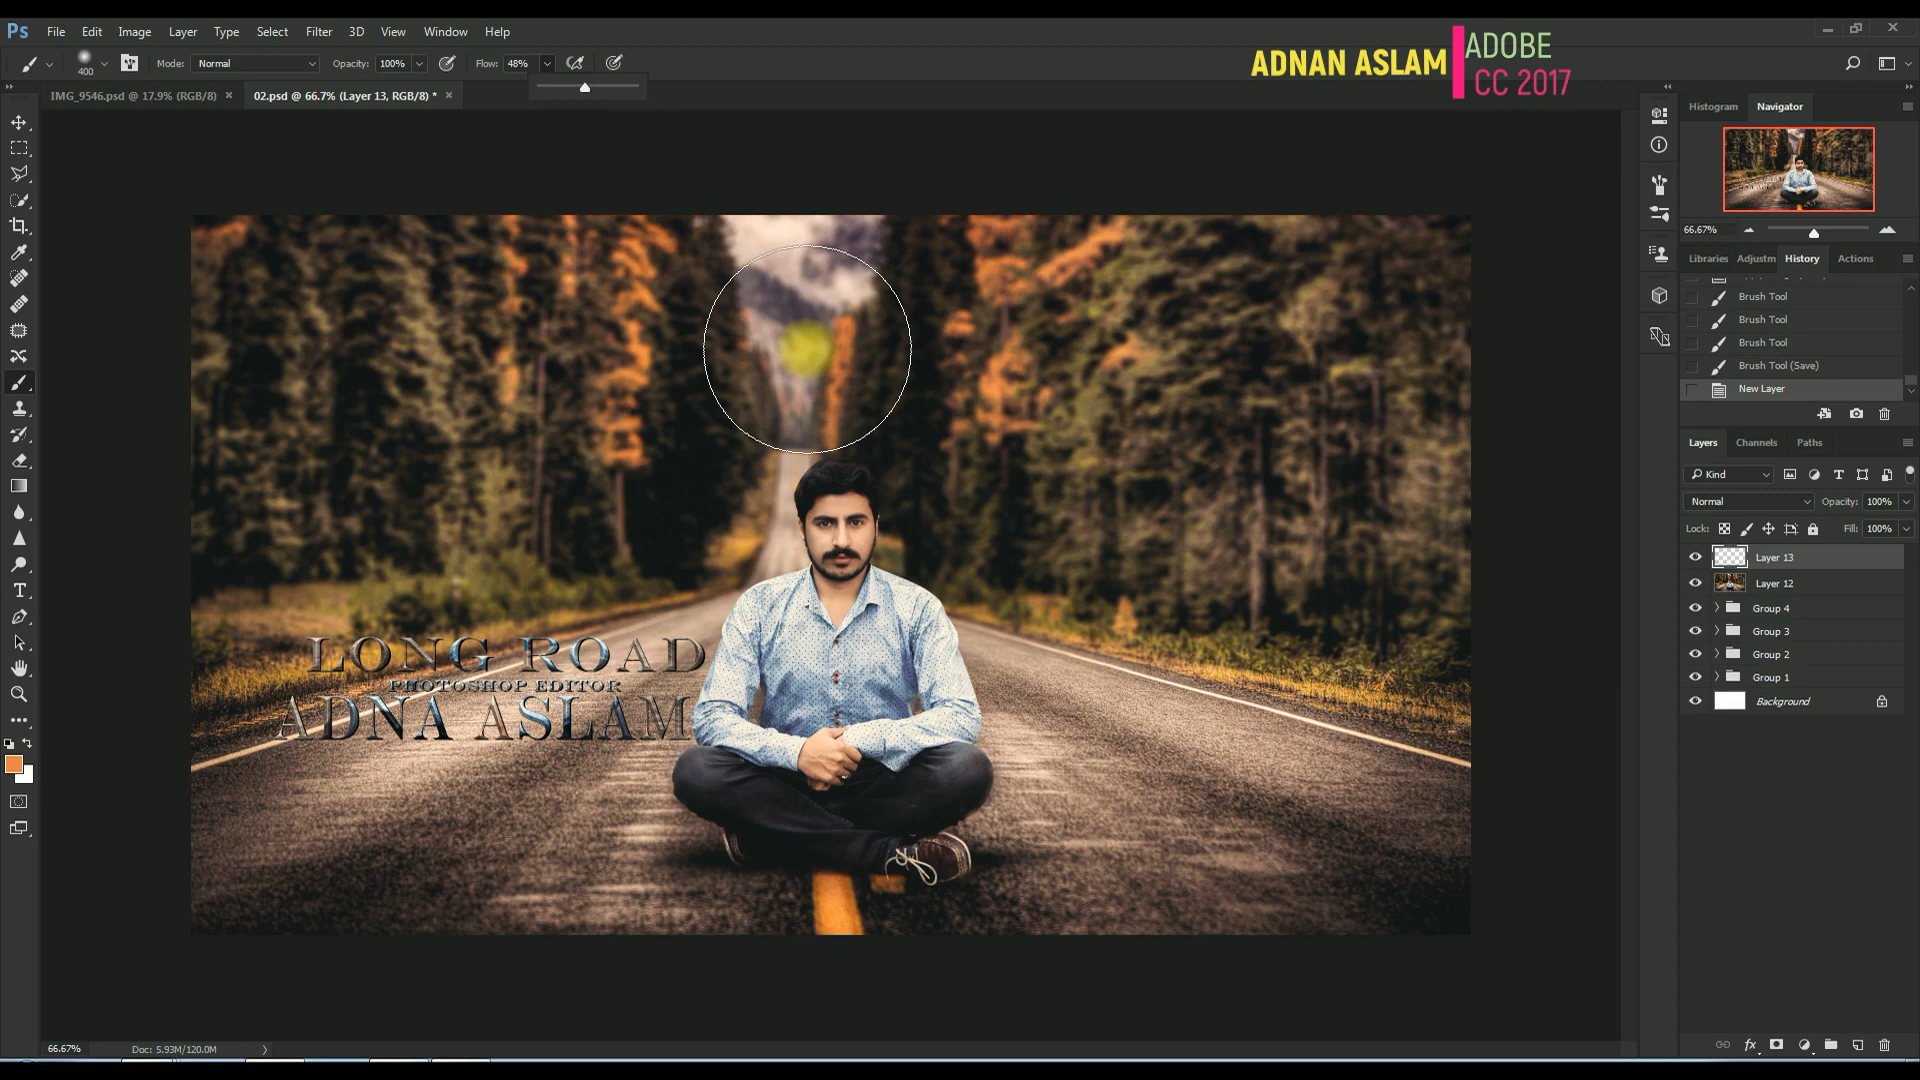 Ps File Edit Image Layer Type Select Filter 3D View Window Help
400 Mode: Normal Opacity: 100% Flow: 48%
ADNAN ASLAM
ADOBE
CC 2017
IMG_9546.psd @ 17.9% (RGB/8) × 02.psd @ 66.7% (Layer 13, RGB/8) * ×
Histogram Navigator
66.67%
Libraries Adjustm History Actions
Brush Tool
Brush Tool
Brush Tool
Brush Tool (Save)
New Layer
Layers Channels Paths
Kind
Normal Opacity: 100%
Lock: Fill: 100%
Layer 13
Layer 12
Group 4
Group 3
Group 2
Group 1
Background
fx
LONG ROAD
PHOTOSHOP EDITOR
ADNA ASLAM
66.67% Doc: 5.93M/120.0M